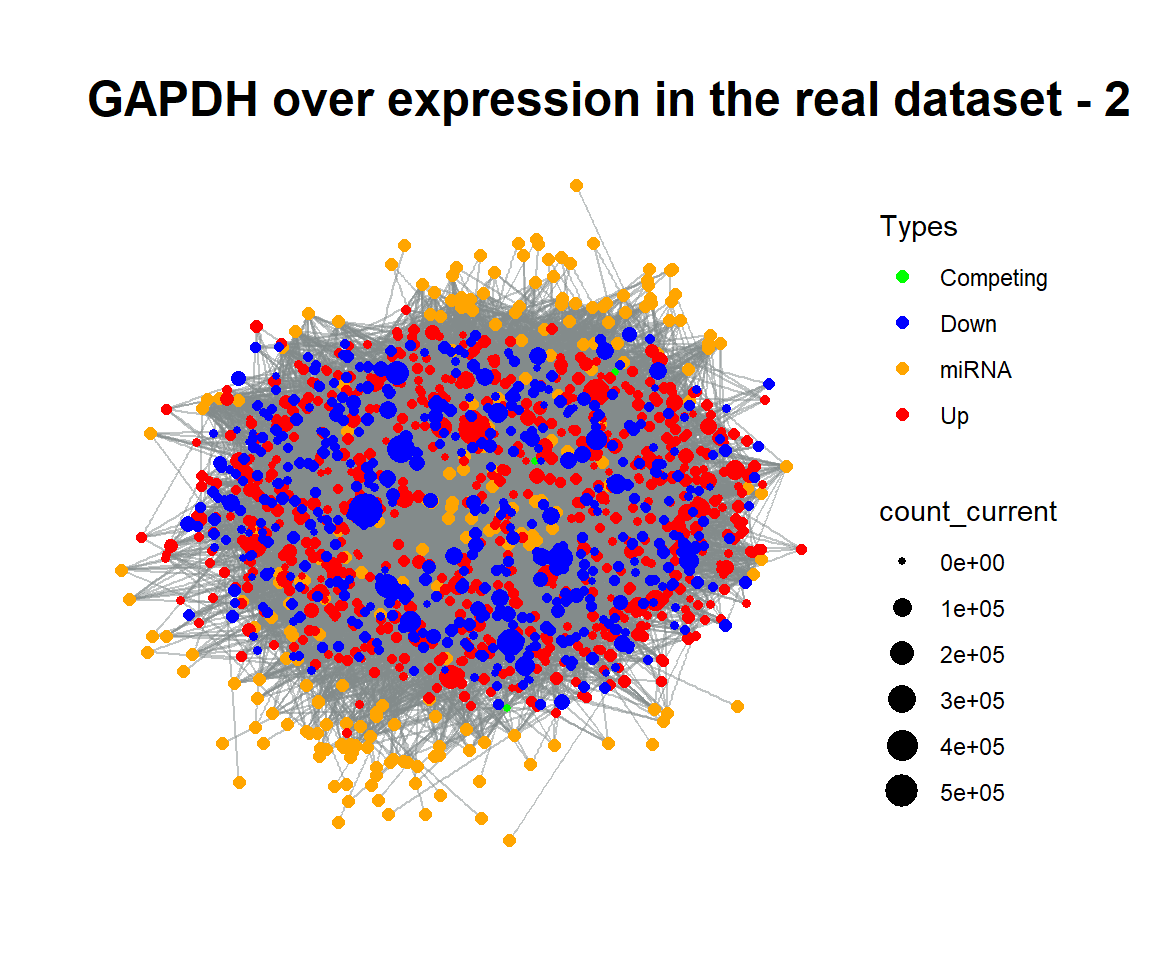 GAPDH over expression in the real dataset - 2
Types
Competing
Down
miRNA
Up
count_current
0e+00
1e+05
2e+05
3e+05
4e+05
5e+05